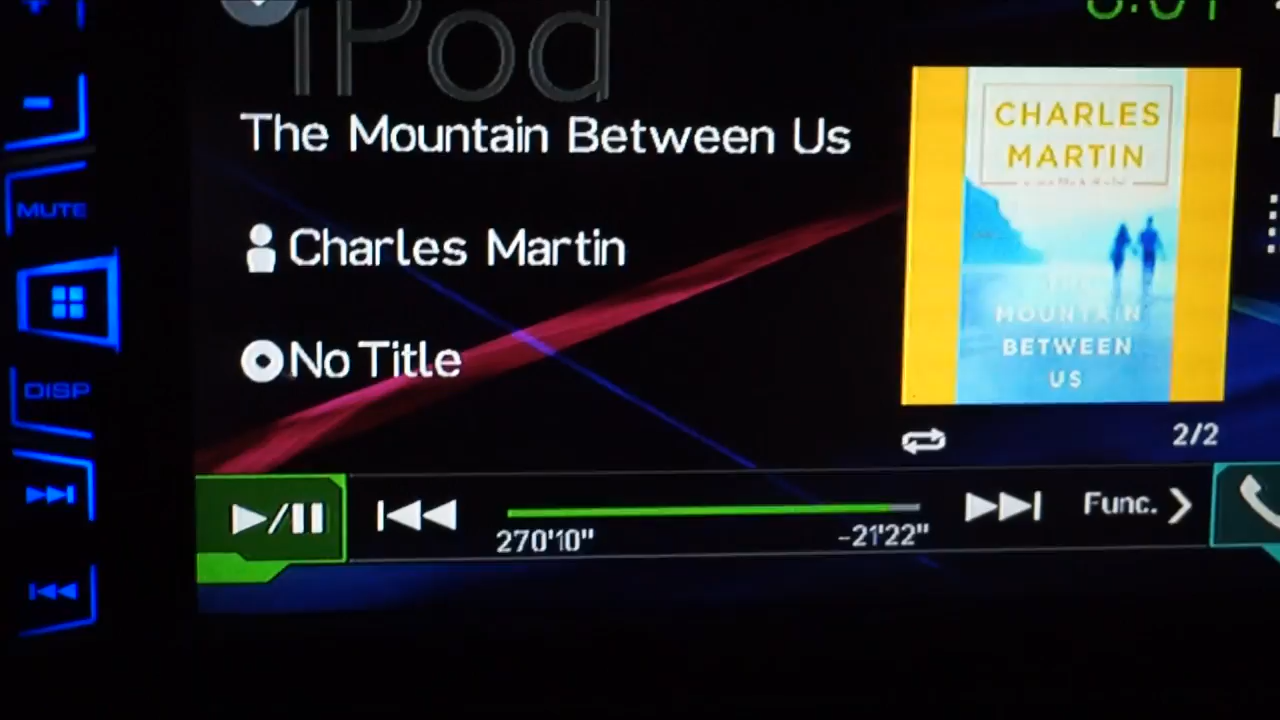 iPod
The Mountain Between Us
Charles Martin
No Title
CHARLES
MARTIN
THE
MOUNTAIN
BETWEEN
US
2/2
270'10"
-21'22"
Func.
MUTE
DISP